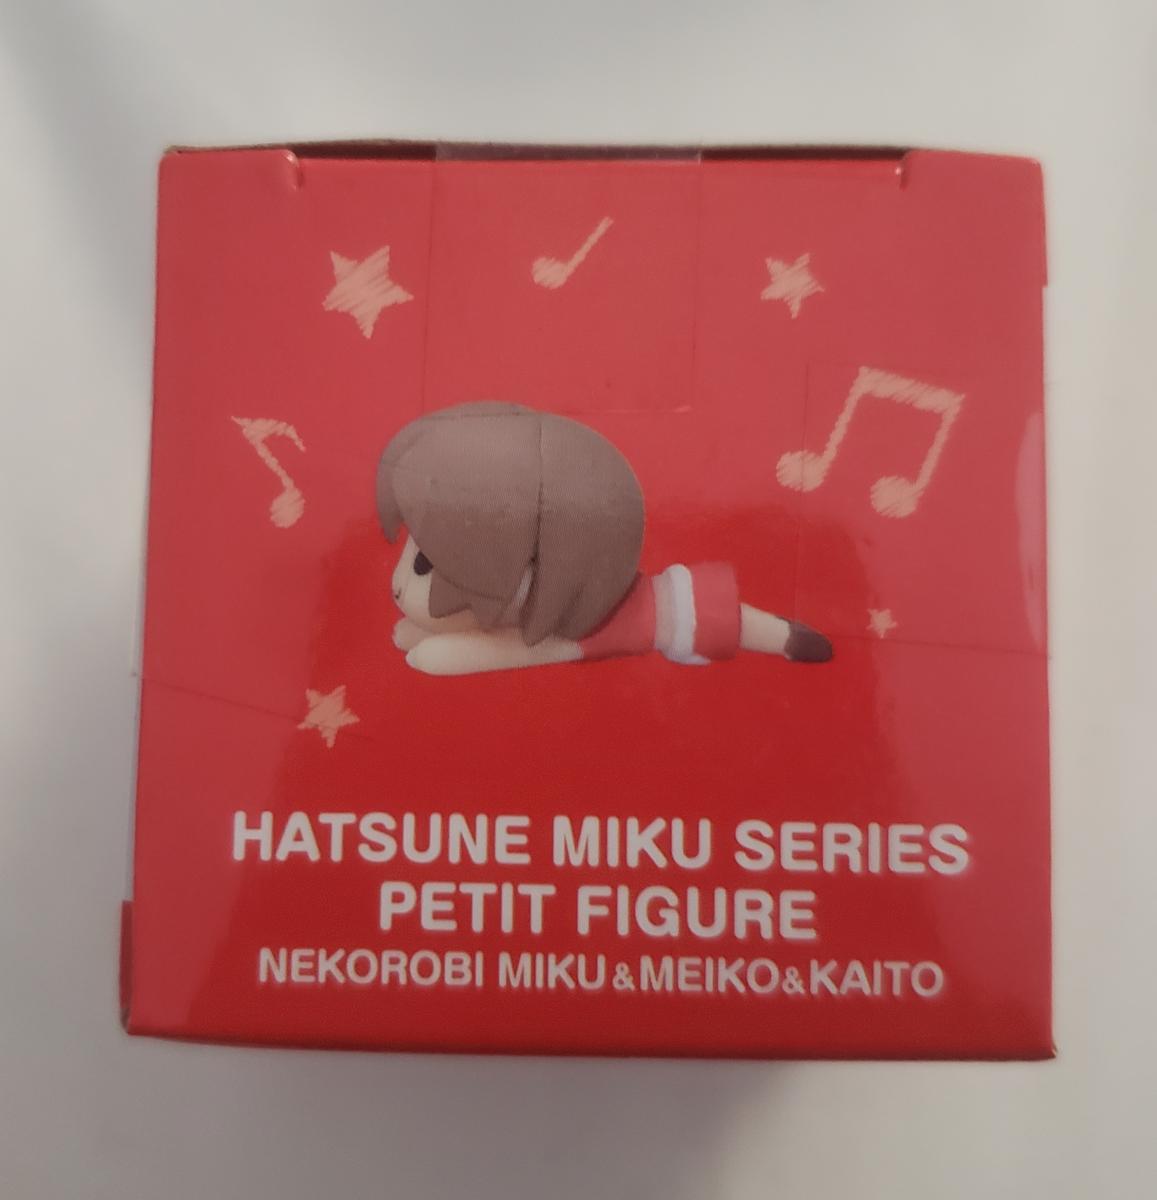 HATSUNE MIKU SERIES
PETIT FIGURE
NEKOROBI MIKU&MEIKO&KAITO